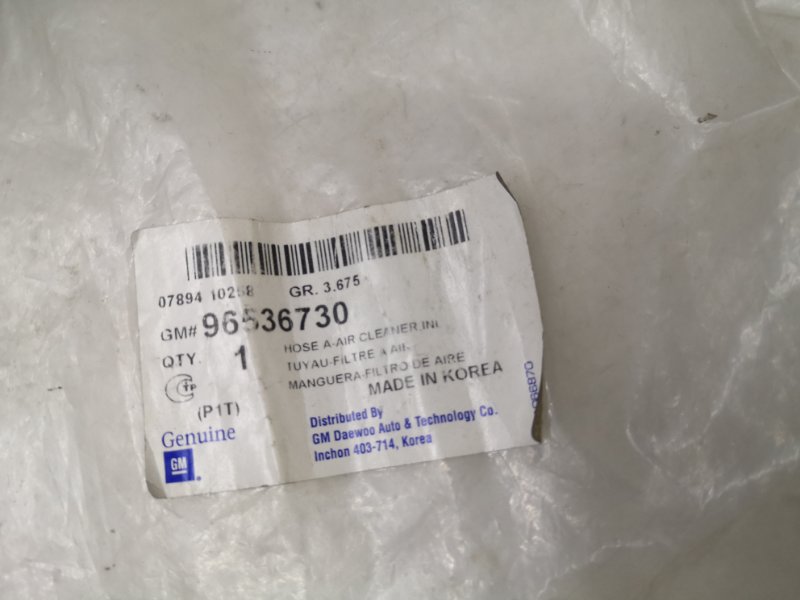 07894 10258 GR. 3.675
GM# 96536730
HOSE A-AIR CLEANER,INL
QTY. 1
TUYAU-FILTRE A AIR
MANGUERA-FILTRO DE AIRE
MADE IN KOREA
(P1T)
Genuine
GM
Distributed By
GM Daewoo Auto & Technology Co.
Inchon 403-714, Korea